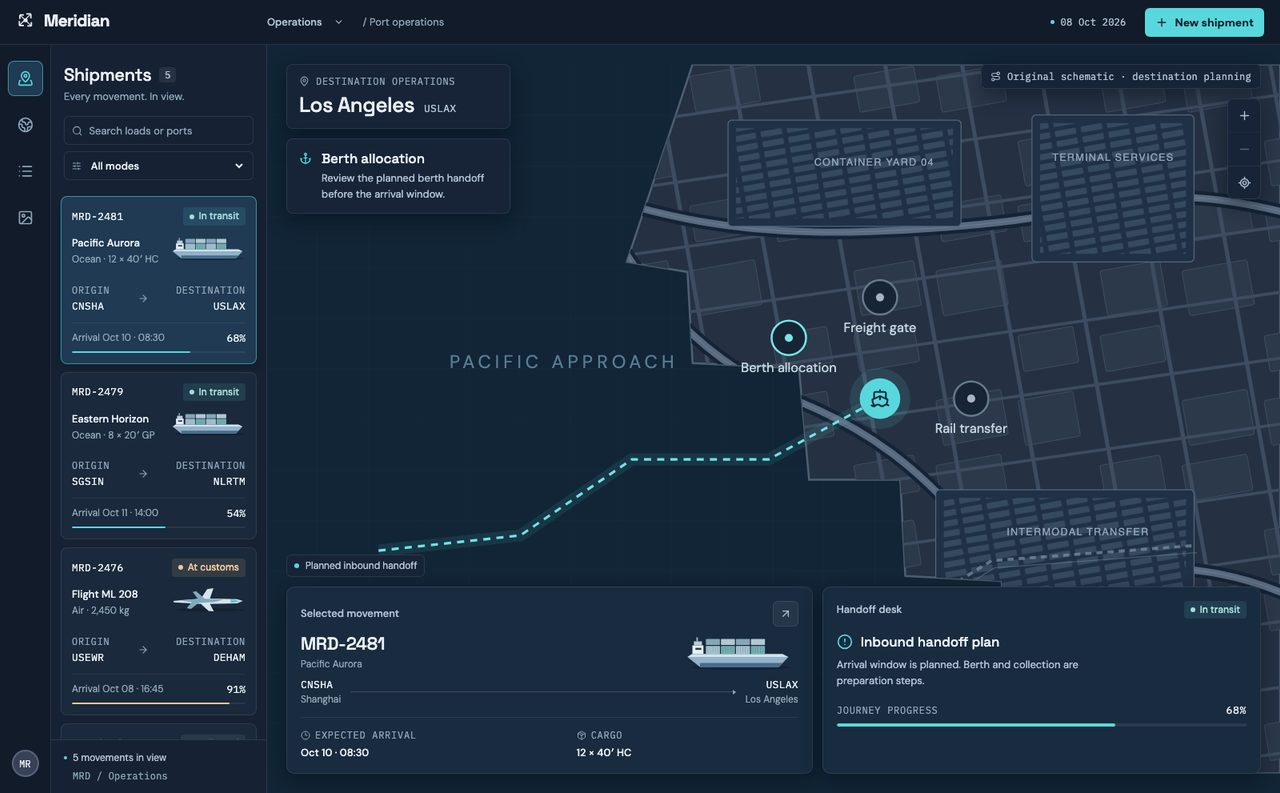 Meridian
Operations
/ Port operations
08 Oct 2026
+ New shipment
Shipments 5
Every movement. In view.
Search loads or ports
All modes
MRD-2481
In transit
Pacific Aurora
Ocean · 12 × 40′ HC
ORIGIN
DESTINATION
CNSHA
USLAX
Arrival Oct 10 · 08:30
68%
MRD-2479
In transit
Eastern Horizon
Ocean · 8 × 20′ GP
ORIGIN
DESTINATION
SGSIN
NLRTM
Arrival Oct 11 · 14:00
54%
MRD-2476
At customs
Flight ML 208
Air · 2,450 kg
ORIGIN
DESTINATION
USEWR
DEHAM
Arrival Oct 08 · 16:45
91%
5 movements in view
MRD / Operations
MR
DESTINATION OPERATIONS
Los Angeles USLAX
Berth allocation
Review the planned berth handoff
before the arrival window.
Original schematic · destination planning
CONTAINER YARD 04
TERMINAL SERVICES
PACIFIC APPROACH
Freight gate
Berth allocation
Rail transfer
INTERMODAL TRANSFER
Planned inbound handoff
Selected movement
MRD-2481
Pacific Aurora
CNSHA
USLAX
Shanghai
Los Angeles
EXPECTED ARRIVAL
CARGO
Oct 10 · 08:30
12 × 40′ HC
Handoff desk
In transit
Inbound handoff plan
Arrival window is planned. Berth and collection are
preparation steps.
JOURNEY PROGRESS
68%